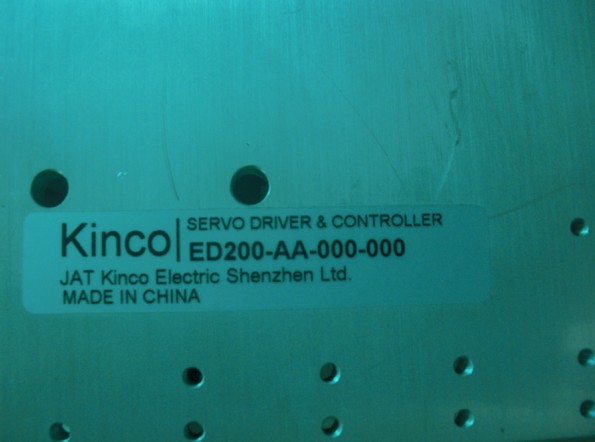 Kinco
SERVO DRIVER & CONTROLLER
ED200-AA-000-000
JAT Kinco Electric Shenzhen Ltd.
MADE IN CHINA